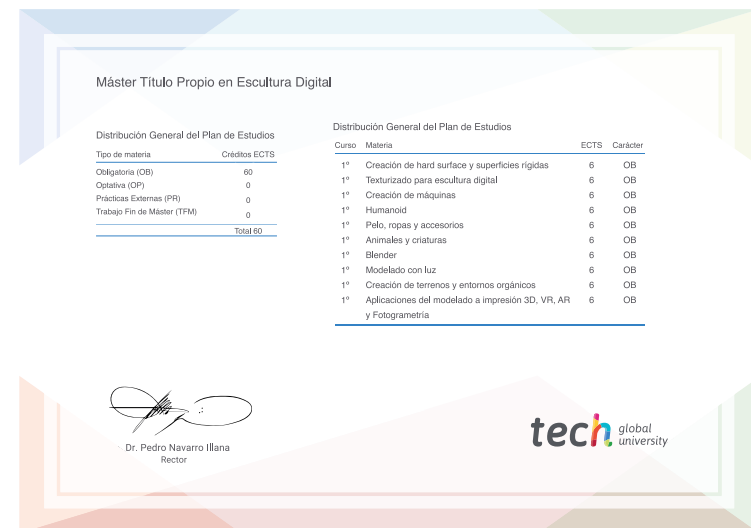 Máster Título Propio en Escultura Digital
Distribución General del Plan de Estudios
Tipo de materia Créditos ECTS
Obligatoria (OB) 60
Optativa (OP) 0
Prácticas Externas (PR) 0
Trabajo Fin de Máster (TFM) 0
Total 60
Distribución General del Plan de Estudios
Curso Materia ECTS Carácter
1º Creación de hard surface y superficies rígidas 6 OB
1º Texturizado para escultura digital 6 OB
1º Creación de máquinas 6 OB
1º Humanoid 6 OB
1º Pelo, ropas y accesorios 6 OB
1º Animales y criaturas 6 OB
1º Blender 6 OB
1º Modelado con luz 6 OB
1º Creación de terrenos y entornos orgánicos 6 OB
1º Aplicaciones del modelado a impresión 3D, VR, AR 6 OB
y Fotogrametría
Dr. Pedro Navarro Illana
Rector
tech global
university